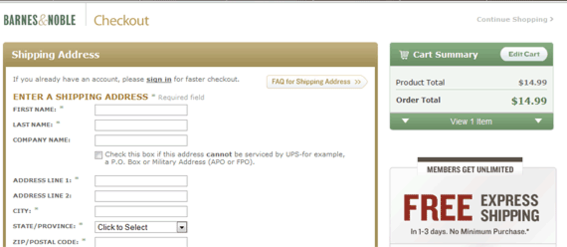 BARNES&NOBLE Checkout
Continue Shopping >
Shipping Address
If you already have an account, please sign in for faster checkout.
FAQ for Shipping Address >>
ENTER A SHIPPING ADDRESS * Required field
FIRST NAME: *
LAST NAME: *
COMPANY NAME:
Check this box if this address cannot be serviced by UPS-for example,
a P.O. Box or Military Address (APO or FPO).
ADDRESS LINE 1: *
ADDRESS LINE 2:
CITY: *
STATE/PROVINCE: * Click to Select
ZIP/POSTAL CODE: *
Cart Summary Edit Cart
Product Total $14.99
Order Total $14.99
View 1 Item
MEMBERS GET UNLIMITED
FREE EXPRESS
SHIPPING
In 1-3 days. No Minimum Purchase.*